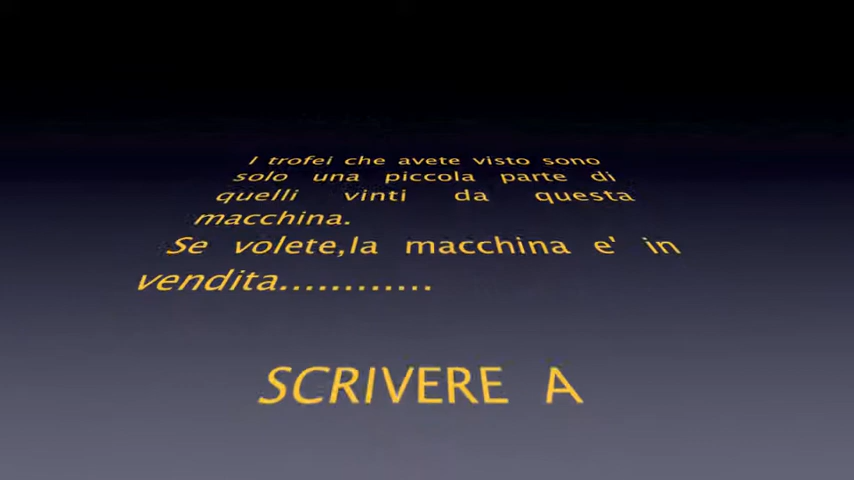 I trofei che avete visto sono
solo una piccola parte di
quelli vinti da questa
macchina.
Se volete,la macchina e' in
vendita............
SCRIVERE A